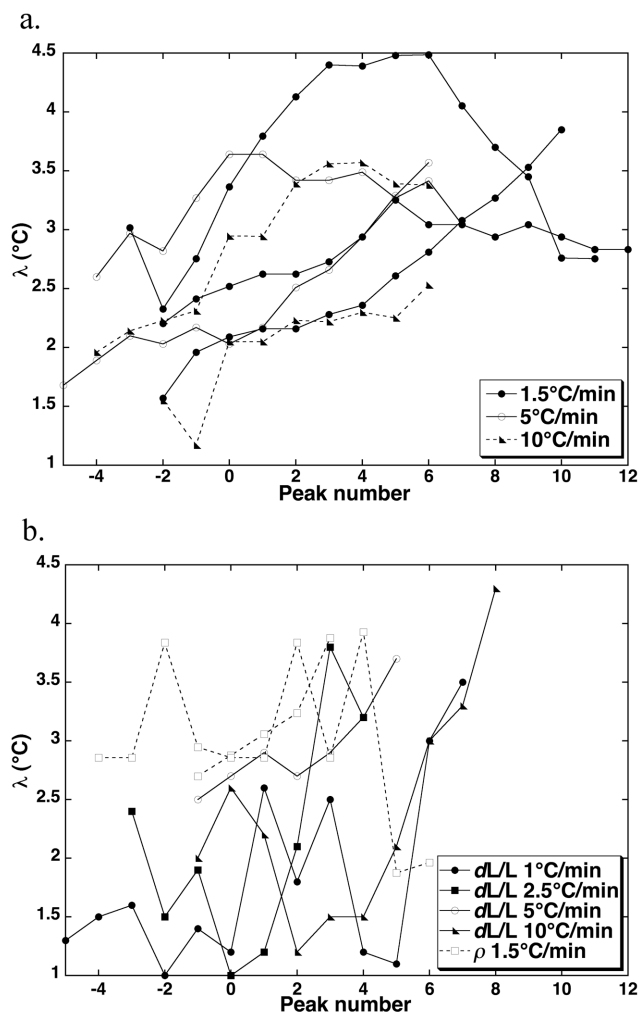 a.
4.5
4
3.5
3
2.5
2
1.5
1
λ (°C)
1.5°C/min
5°C/min
10°C/min
-4 -2 0 2 4 6 8 10 12
Peak number
b.
4.5
4
3.5
3
2.5
2
1.5
1
λ (°C)
dL/L 1°C/min
dL/L 2.5°C/min
dL/L 5°C/min
dL/L 10°C/min
ρ 1.5°C/min
-4 -2 0 2 4 6 8 10 12
Peak number